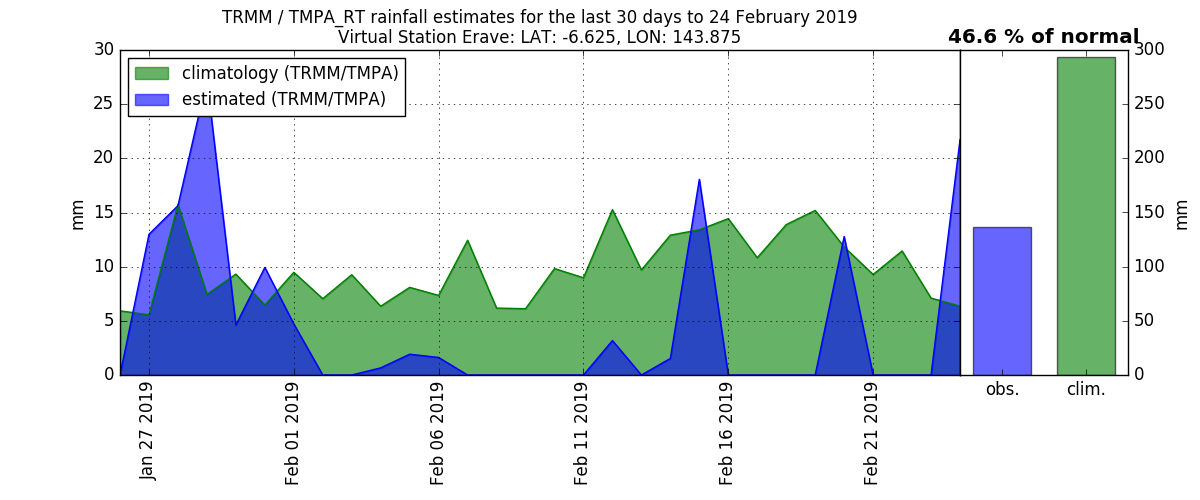 TRMM / TMPA_RT rainfall estimates for the last 30 days to 24 February 2019
Virtual Station Erave: LAT: -6.625, LON: 143.875
46.6 % of normal
climatology (TRMM/TMPA)
estimated (TRMM/TMPA)
30
25
20
15
10
5
0
mm
Jan 27 2019
Feb 01 2019
Feb 06 2019
Feb 11 2019
Feb 16 2019
Feb 21 2019
obs.
clim.
300
250
200
150
100
50
0
mm